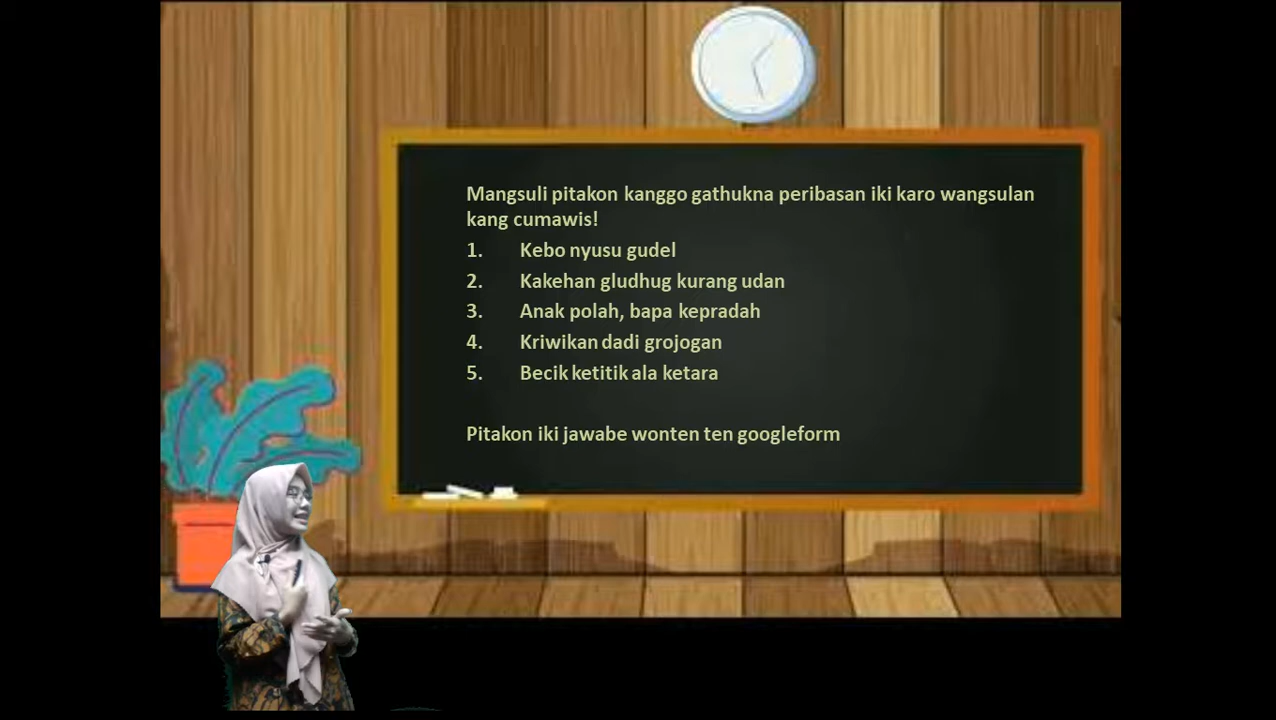 Mangsuli pitakon kanggo gathukna peribasan iki karo wangsulan
kang cumawis!
1. Kebo nyusu gudel
2. Kakehan gludhug kurang udan
3. Anak polah, bapa kepradah
4. Kriwikan dadi grojogan
5. Becik ketitik ala ketara
Pitakon iki jawabe wonten ten googleform